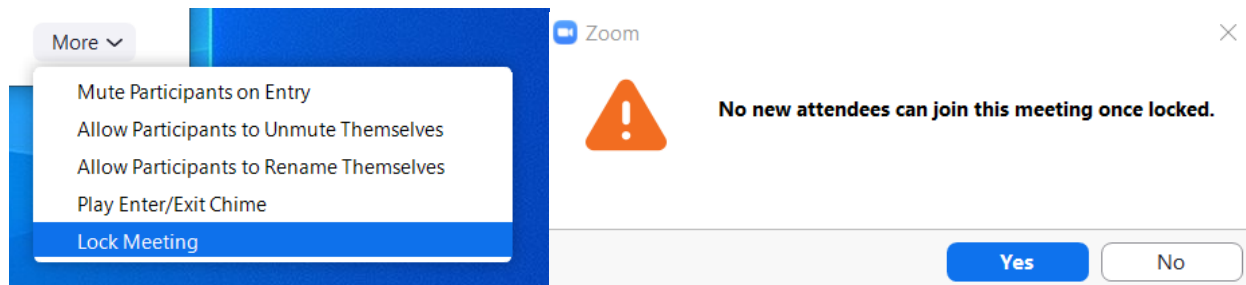 More
Mute Participants on Entry
Allow Participants to Unmute Themselves
Allow Participants to Rename Themselves
Play Enter/Exit Chime
Lock Meeting
Zoom
No new attendees can join this meeting once locked.
Yes
No